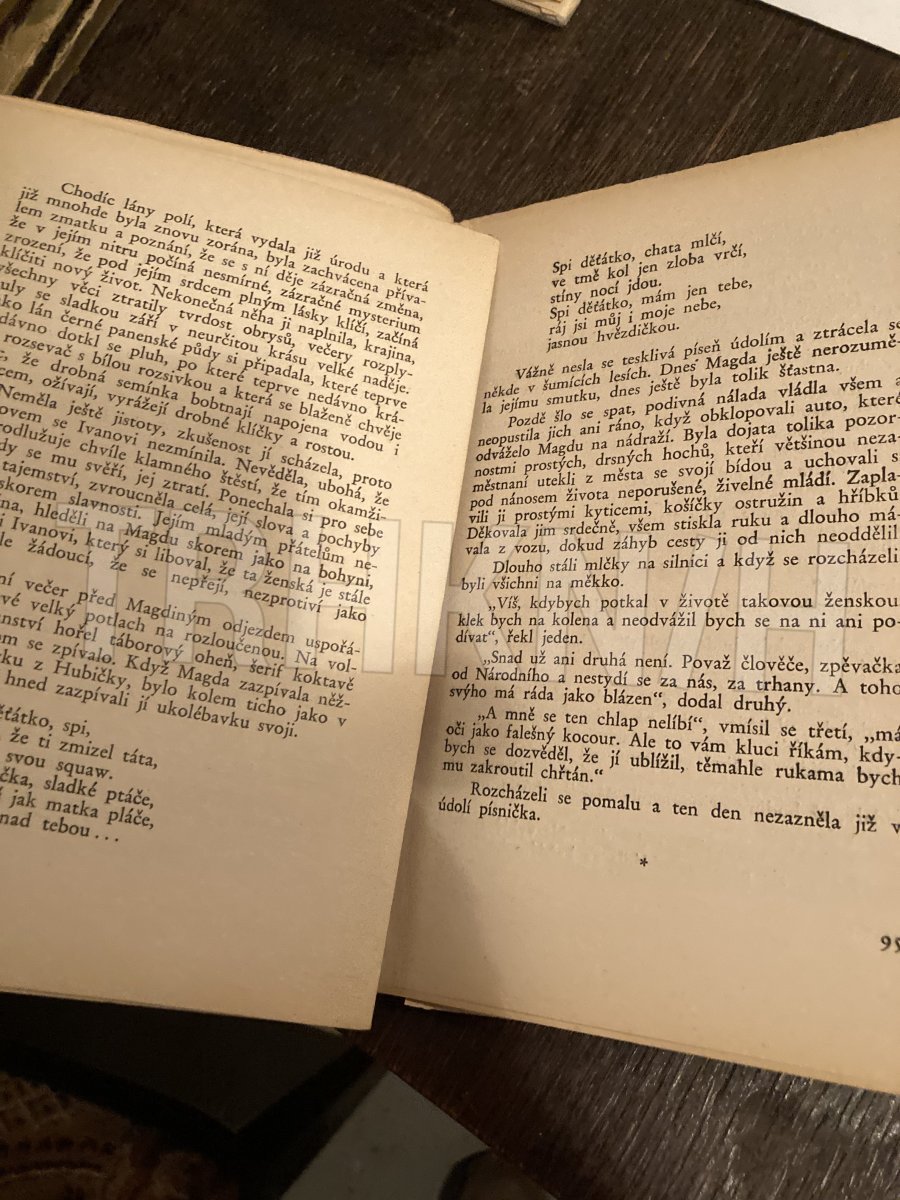 Chodíc lány polí, která vydala již úrodu a která
již mnohde byla znovu zorána, byla zachvácena příva-
lem zmatku a poznání, že se s ní děje zázračná změna,
že v jejím nitru počíná nesmírné, zázračné mysterium
zrození, že pod jejím srdcem plným lásky klíčí, začíná
klíčiti nový život. Nekonečná něha ji naplnila, krajina,
všechny věci ztratily tvrdost obrysů, večery rozply-
uly se sladkou září v neurčitou krásu velké naděje.
ko lán černé panenské půdy si připadala, které teprve
dávno dotkl se pluh, po které teprve nedávno krá-
rozsevač s bílou rozsivkou a která se blaženě chvěje
že drobná semínka bobtnají napojena vodou i
cem, ožívají, vyrážejí drobné klíčky a rostou.
Neměla ještě jistoty, zkušenost jí scházela, proto
ovem se Ivanovi nezmínila. Nevěděla, ubohá, že
rodlužuje chvíle klamného štěstí, že tím okamži-
dy se mu svěří, jej ztratí. Ponechala si pro sebe
tajemství, zvroucněla celá, její slova a pochyby
skorem slavnosti. Jejím mladým přátelům ne-
na, hleděli na Magdu skorem jako na bohyni,
i Ivanovi, který si liboval, že ta ženská je stále
le žádoucí, že se nepřejí, nezprotiví jako
ní večer před Magdiným odjezdem uspořá-
vé velký potlach na rozloučenou. Na vol-
nství hořel táborový oheň, šerif koktavě
m se zpívalo. Když Magda zazpívala něž-
vku z Hubičky, bylo kolem ticho jako v
hned zazpívali jí ukolébavku svoji.
ěťátko, spi,
že ti zmizel táta,
svou squaw.
čka, sladké ptáče,
í jak matka pláče,
nad tebou . . .
Spi děťátko, chata mlčí,
ve tmě kol jen zloba vrčí,
stíny nocí jdou.
Spi děťátko, mám jen tebe,
ráj jsi můj i moje nebe,
jasnou hvězdičkou.
Vážně nesla se tesklivá píseň údolím a ztrácela se
někde v šumících lesích. Dnes Magda ještě nerozumě-
la jejímu smutku, dnes ještě byla tolik šťastna.
Pozdě šlo se spat, podivná nálada vládla všem a
neopustila jich ani ráno, když obklopovali auto, které
odváželo Magdu na nádraží. Byla dojata tolika pozor-
nostmi prostých, drsných hochů, kteří většinou neza-
městnaní utekli z města se svojí bídou a uchovali si
pod nánosem života neporušené, živelné mládí. Zapla-
vili ji prostými kyticemi, košíčky ostružin a hříbků.
Děkovala jim srdečně, všem stiskla ruku a dlouho má-
vala z vozu, dokud záhyb cesty ji od nich neoddělil.
Dlouho stáli mlčky na silnici a když se rozcházeli
byli všichni na měkko.
„Víš, kdybych potkal v životě takovou ženskou
klek bych na kolena a neodvážil bych se na ni ani po-
dívat“, řekl jeden.
„Snad už ani druhá není. Považ člověče, zpěvačka
od Národního a nestydí se za nás, za trhany. A toho
svýho má ráda jako blázen“, dodal druhý.
„A mně se ten chlap nelíbí“, vmísil se třetí, „má
oči jako falešný kocour. Ale to vám kluci říkám, kdy-
bych se dozvěděl, že jí ublížil, těmahle rukama bych
mu zakroutil chřtán.“
Rozcházeli se pomalu a ten den nezazněla již v
údolí písnička.
*
95
TRHKNIH